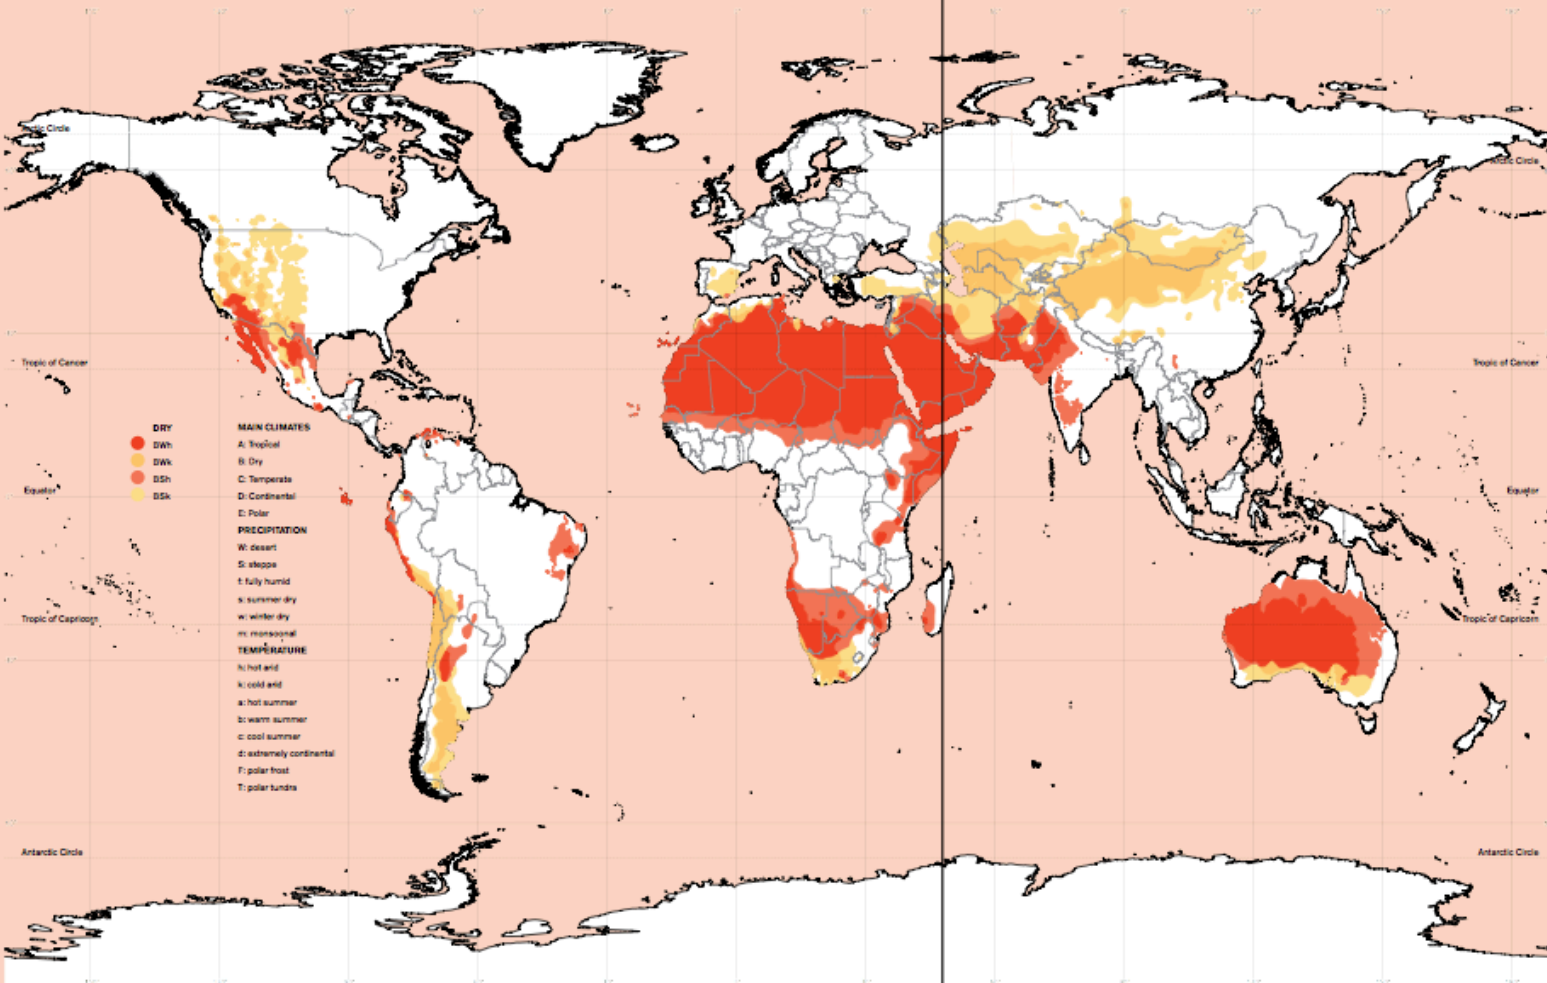 Arctic Circle
Arctic Circle
Tropic of Cancer
Tropic of Cancer
DRY
BWh
BWk
BSh
BSk
MAIN CLIMATES
A: Tropical
B: Dry
C: Temperate
D: Continental
E: Polar
PRECIPITATION
W: desert
S: steppe
f: fully humid
s: summer dry
w: winter dry
m: monsoonal
TEMPERATURE
h: hot arid
k: cold arid
a: hot summer
b: warm summer
c: cool summer
d: extremely continental
F: polar frost
T: polar tundra
Equator
Equator
Tropic of Capricorn
Tropic of Capricorn
Antarctic Circle
Antarctic Circle